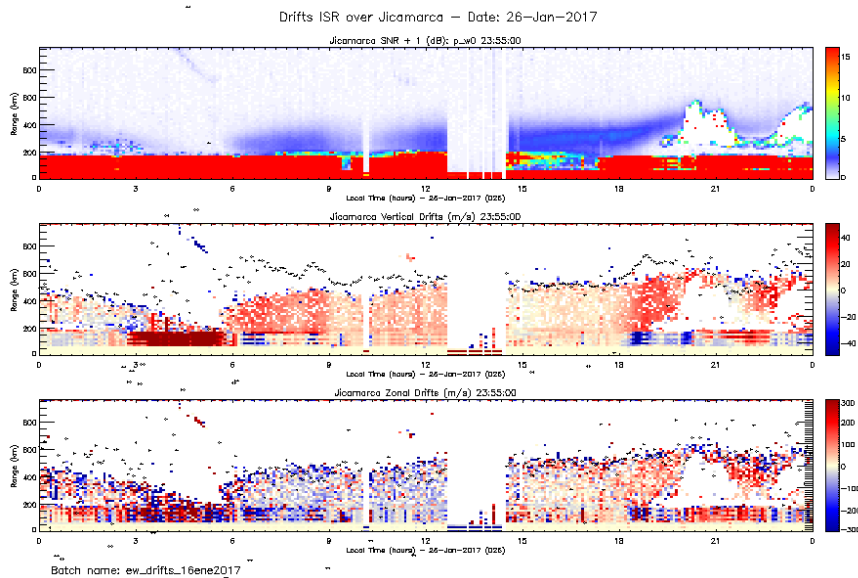 Drifts ISR over Jicamarca – Date: 26–Jan–2017
Jicamarca SNR + 1 (dB): p_w0 23:55:00
Range (km)
800
600
400
200
0
0 3 6 9 12 15 18 21 0
Local Time (hours) – 26–Jan–2017 (026)
15
10
5
0
Jicamarca Vertical Drifts (m/s) 23:55:00
Range (km)
800
600
400
200
0
0 3 6 9 12 15 18 21 0
Local Time (hours) – 26–Jan–2017 (026)
40
20
0
−20
−40
Jicamarca Zonal Drifts (m/s) 23:55:00
Range (km)
800
600
400
200
0
0 3 6 9 12 15 18 21 0
Local Time (hours) – 26–Jan–2017 (026)
300
200
100
0
−100
−200
−300
Batch name: ew_drifts_16ene2017